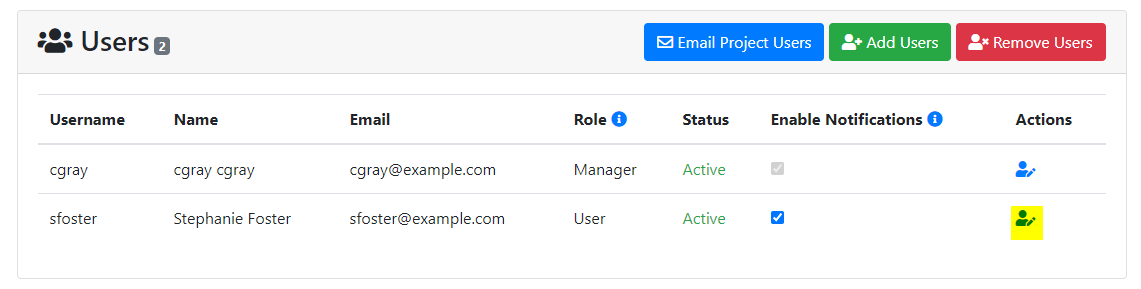 Users 2
Email Project Users Add Users Remove Users
Username Name Email Role Status Enable Notifications Actions
cgray cgray cgray cgray@example.com Manager Active
sfoster Stephanie Foster sfoster@example.com User Active